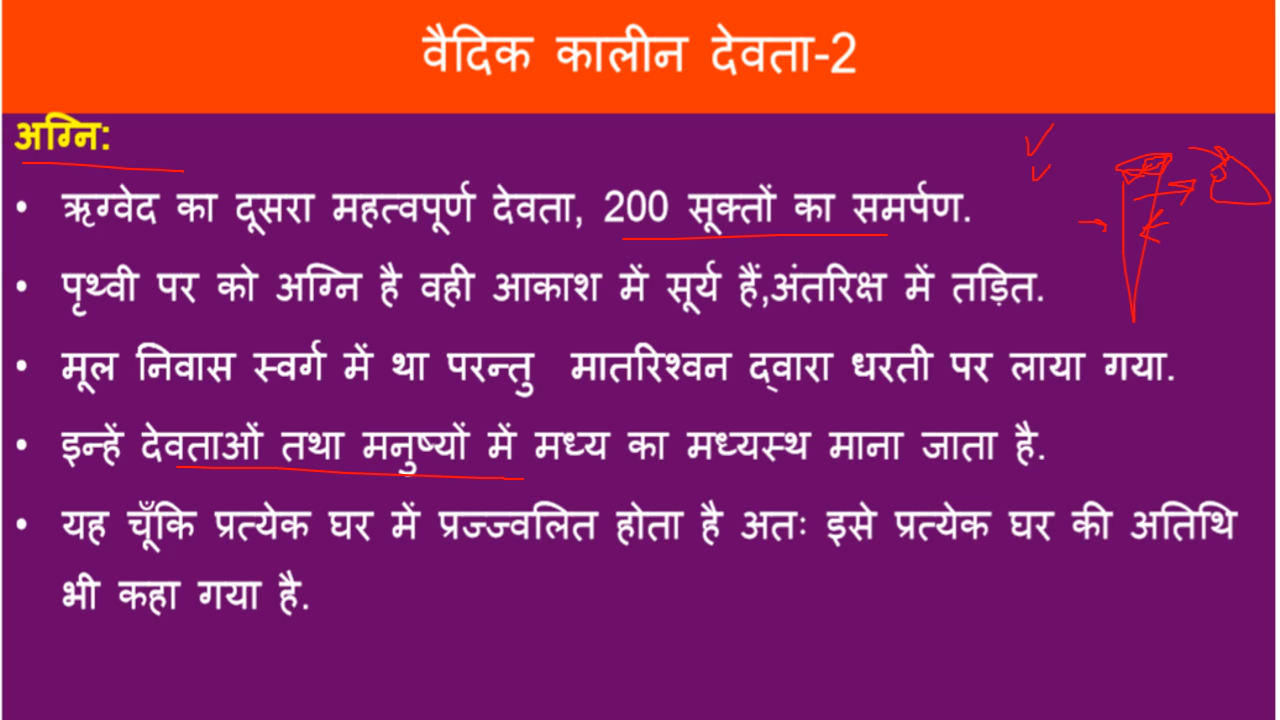 वैदिक कालीन देवता-2
अग्नि:
• ऋग्वेद का दूसरा महत्वपूर्ण देवता, 200 सूक्तों का समर्पण.
• पृथ्वी पर को अग्नि है वही आकाश में सूर्य हैं,अंतरिक्ष में तड़ित.
• मूल निवास स्वर्ग में था परन्तु मातरिश्वन द्वारा धरती पर लाया गया.
• इन्हें देवताओं तथा मनुष्यों में मध्य का मध्यस्थ माना जाता है.
• यह चूँकि प्रत्येक घर में प्रज्ज्वलित होता है अतः इसे प्रत्येक घर की अतिथि
भी कहा गया है.